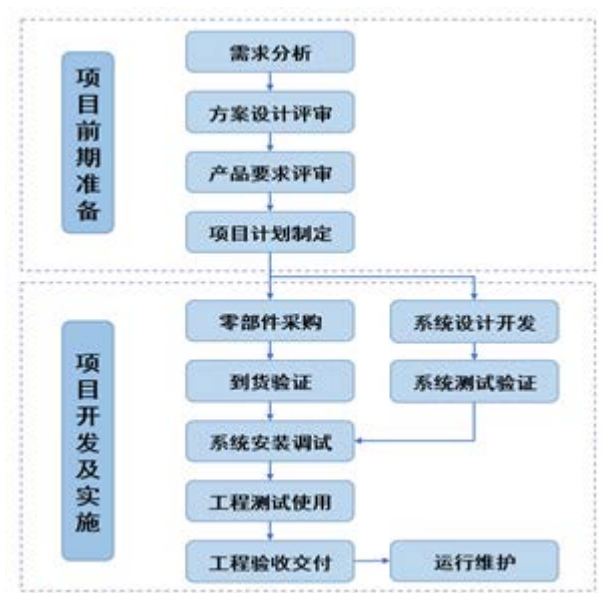 项目前期准备
需求分析
方案设计评审
产品要求评审
项目计划制定
项目开发及实施
零部件采购
系统设计开发
到货验证
系统测试验证
系统安装调试
工程测试使用
工程验收交付
运行维护